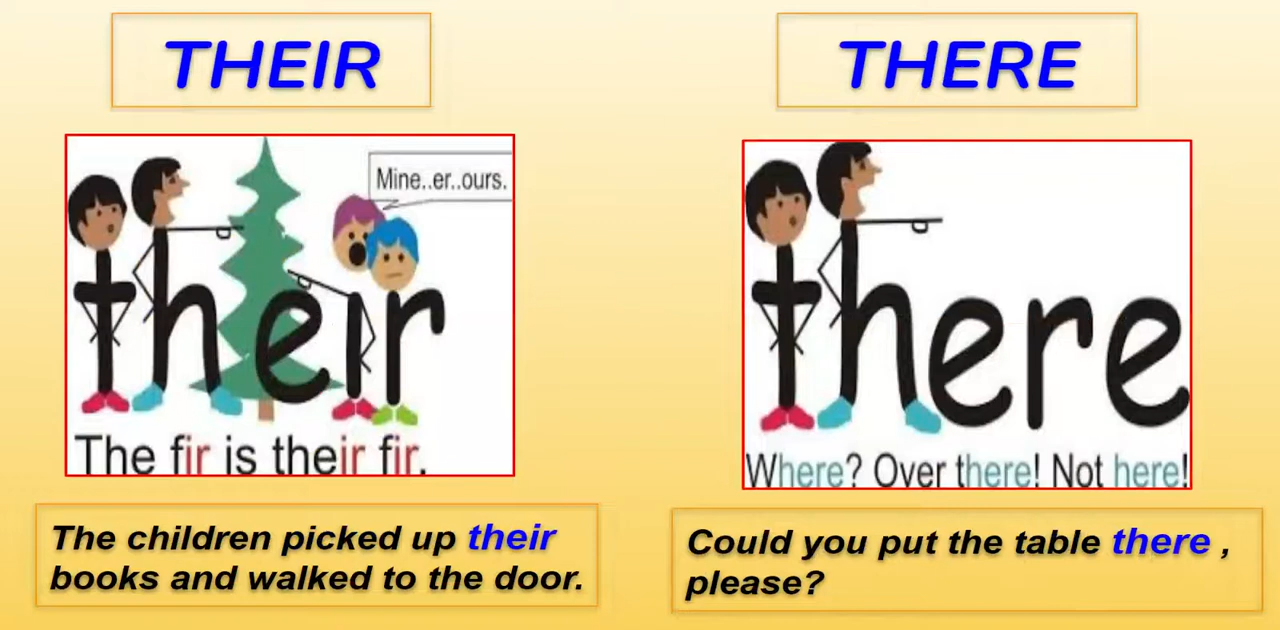 THEIR
Mine..er..ours.
their
The fir is their fir.
The children picked up their
books and walked to the door.
THERE
there
Where? Over there! Not here!
Could you put the table there ,
please?